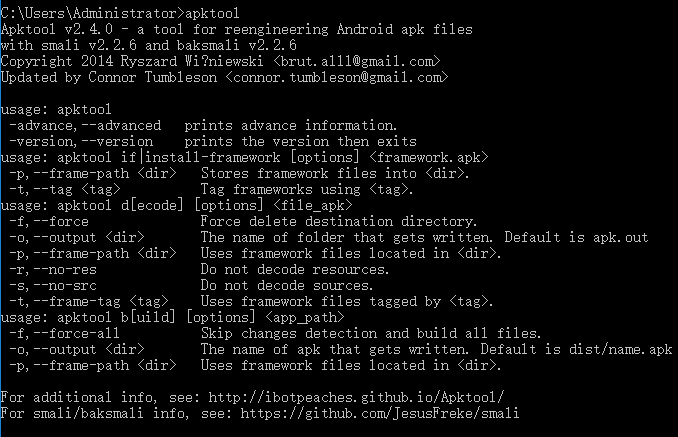 C:\Users\Administrator>apktool
Apktool v2.4.0 - a tool for reengineering Android apk files
with smali v2.2.6 and baksmali v2.2.6
Copyright 2014 Ryszard Wi?niewski <brut.alll@gmail.com>
Updated by Connor Tumbleson <connor.tumbleson@gmail.com>
usage: apktool
-advance,--advanced   prints advance information.
-version,--version   prints the version then exits
usage: apktool if|install-framework [options] <framework.apk>
-p,--frame-path <dir>   Stores framework files into <dir>.
-t,--tag <tag>   Tag frameworks using <tag>.
usage: apktool d[ecode] [options] <file_apk>
-f,--force   Force delete destination directory.
-o,--output <dir>   The name of folder that gets written. Default is apk.out
-p,--frame-path <dir>   Uses framework files located in <dir>.
-r,--no-res   Do not decode resources.
-s,--no-src   Do not decode sources.
-t,--frame-tag <tag>   Uses framework files tagged by <tag>.
usage: apktool b[uild] [options] <app_path>
-f,--force-all   Skip changes detection and build all files.
-o,--output <dir>   The name of apk that gets written. Default is dist/name.apk
-p,--frame-path <dir>   Uses framework files located in <dir>.
For additional info, see: http://ibotpeaches.github.io/Apktool/
For smali/baksmali info, see: https://github.com/JesusFreke/smali